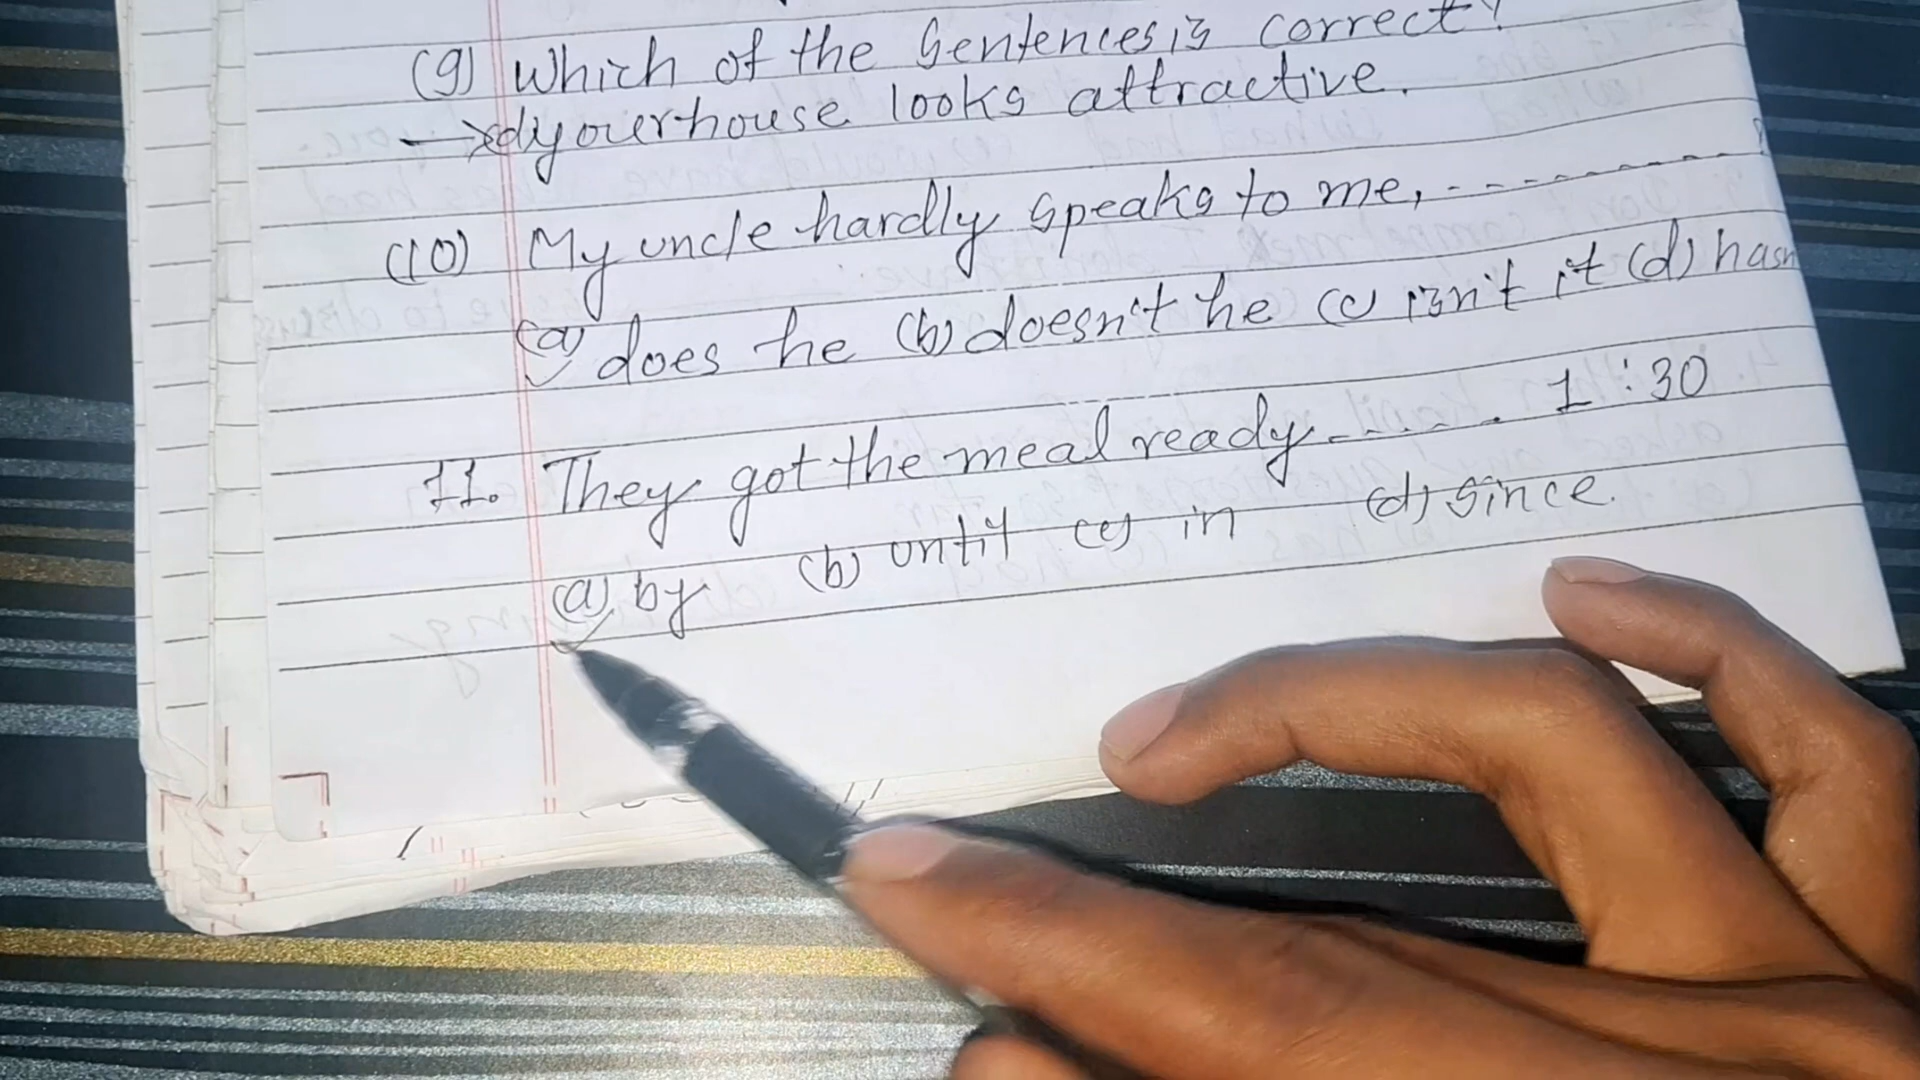 (9) Which of the Sentences is correct?
→ d) your house looks attractive.
(10) My uncle hardly speaks to me, --------?
(a) does he (b) doesn't he (c) isn't it (d) hasn
11. They got the meal ready ------ 1:30
(a) by (b) until (c) in (d) since.